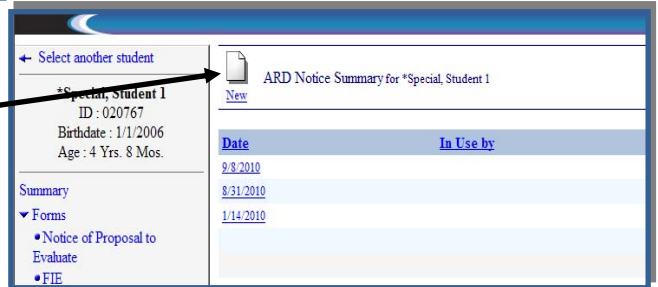 ← Select another student
*Special, Student 1
ID : 020767
Birthdate : 1/1/2006
Age : 4 Yrs. 8 Mos.
Summary
▼ Forms
• Notice of Proposal to
Evaluate
• FIE
New
ARD Notice Summary for *Special, Student 1
Date In Use by
9/8/2010
8/31/2010
1/14/2010